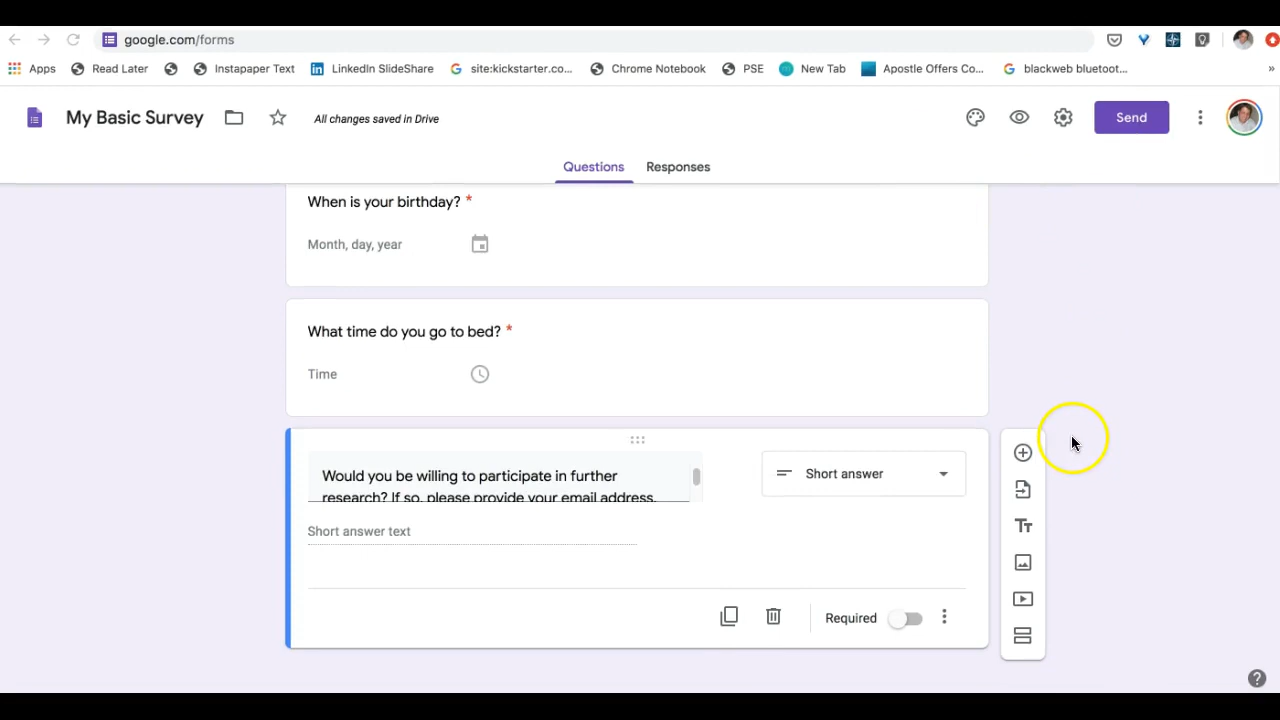 google.com/forms
Apps Read Later Instapaper Text LinkedIn SlideShare site:kickstarter.co... Chrome Notebook PSE New Tab Apostle Offers Co... blackweb bluetoot... »
My Basic Survey All changes saved in Drive Send
Questions Responses
When is your birthday? *
Month, day, year
What time do you go to bed? *
Time
Would you be willing to participate in further
research? If so, please provide your email address.
Short answer
Short answer text
Required